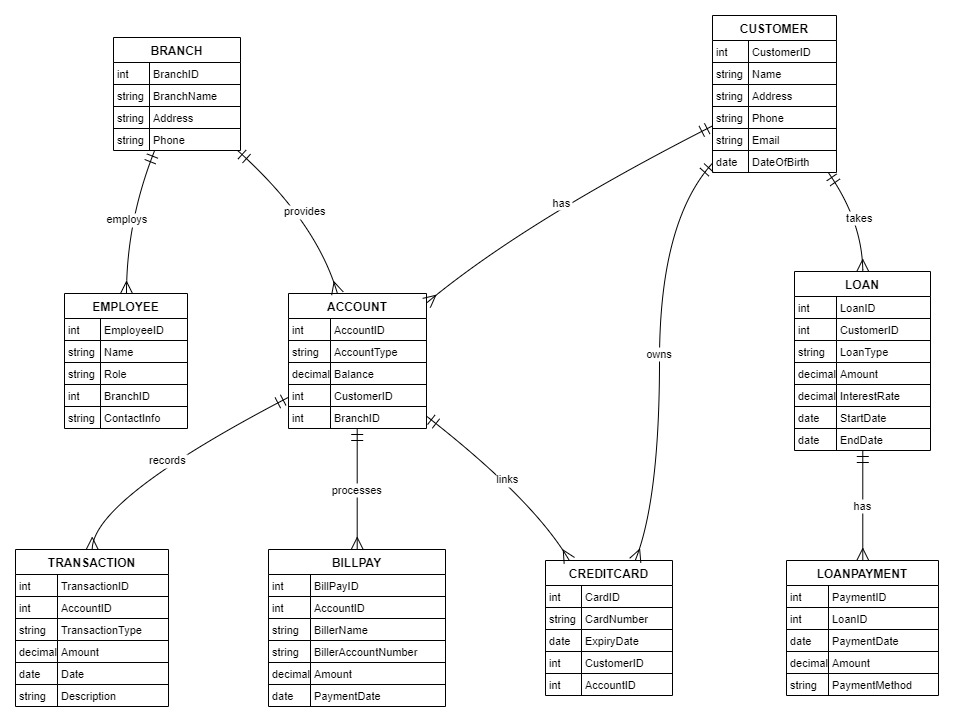 CUSTOMER
int CustomerID
string Name
string Address
string Phone
string Email
date DateOfBirth
BRANCH
int BranchID
string BranchName
string Address
string Phone
employs
provides
has
takes
owns
EMPLOYEE
int EmployeeID
string Name
string Role
int BranchID
string ContactInfo
ACCOUNT
int AccountID
string AccountType
decimal Balance
int CustomerID
int BranchID
LOAN
int LoanID
int CustomerID
string LoanType
decimal Amount
decimal InterestRate
date StartDate
date EndDate
records
processes
links
has
TRANSACTION
int TransactionID
int AccountID
string TransactionType
decimal Amount
date Date
string Description
BILLPAY
int BillPayID
int AccountID
string BillerName
string BillerAccountNumber
decimal Amount
date PaymentDate
CREDITCARD
int CardID
string CardNumber
date ExpiryDate
int CustomerID
int AccountID
LOANPAYMENT
int PaymentID
int LoanID
date PaymentDate
decimal Amount
string PaymentMethod